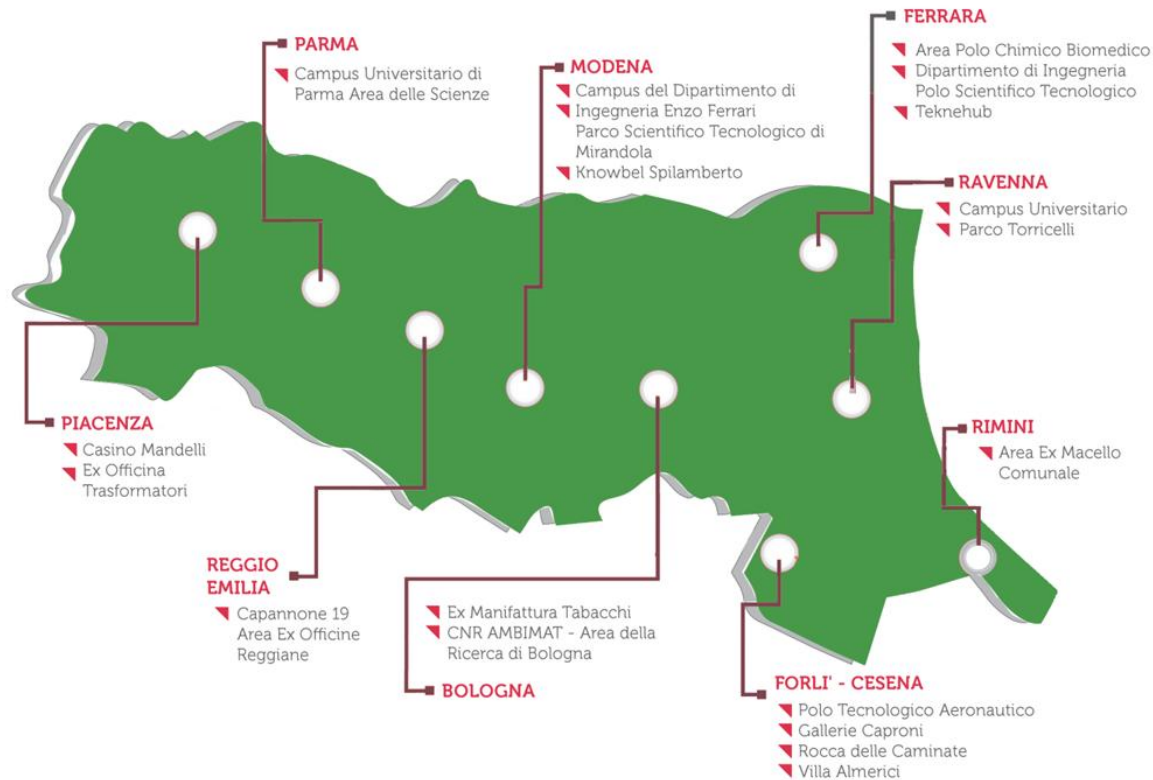 PARMA
Campus Universitario di
Parma Area delle Scienze
MODENA
Campus del Dipartimento di
Ingegneria Enzo Ferrari
Parco Scientifico Tecnologico di
Mirandola
Knowbel Spilamberto
FERRARA
Area Polo Chimico Biomedico
Dipartimento di Ingegneria
Polo Scientifico Tecnologico
Teknehub
RAVENNA
Campus Universitario
Parco Torricelli
PIACENZA
Casino Mandelli
Ex Officina
Trasformatori
RIMINI
Area Ex Macello
Comunale
REGGIO
EMILIA
Capannone 19
Area Ex Officine
Reggiane
Ex Manifattura Tabacchi
CNR AMBIMAT - Area della
Ricerca di Bologna
BOLOGNA
FORLI' - CESENA
Polo Tecnologico Aeronautico
Gallerie Caproni
Rocca delle Caminate
Villa Almerici